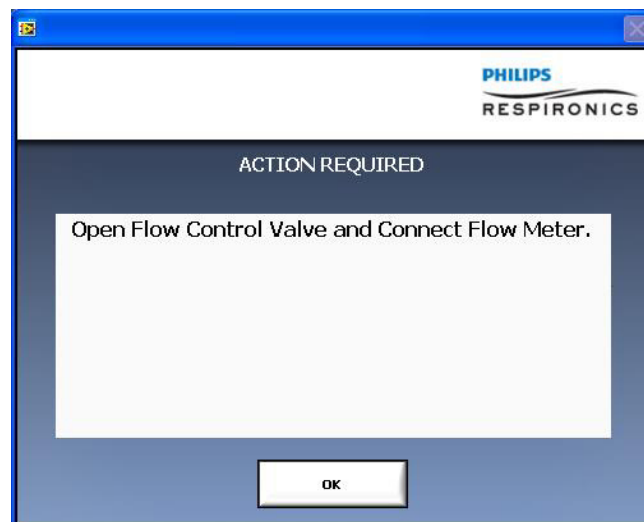 PHILIPS
RESPIRONICS
ACTION REQUIRED
Open Flow Control Valve and Connect Flow Meter.
OK